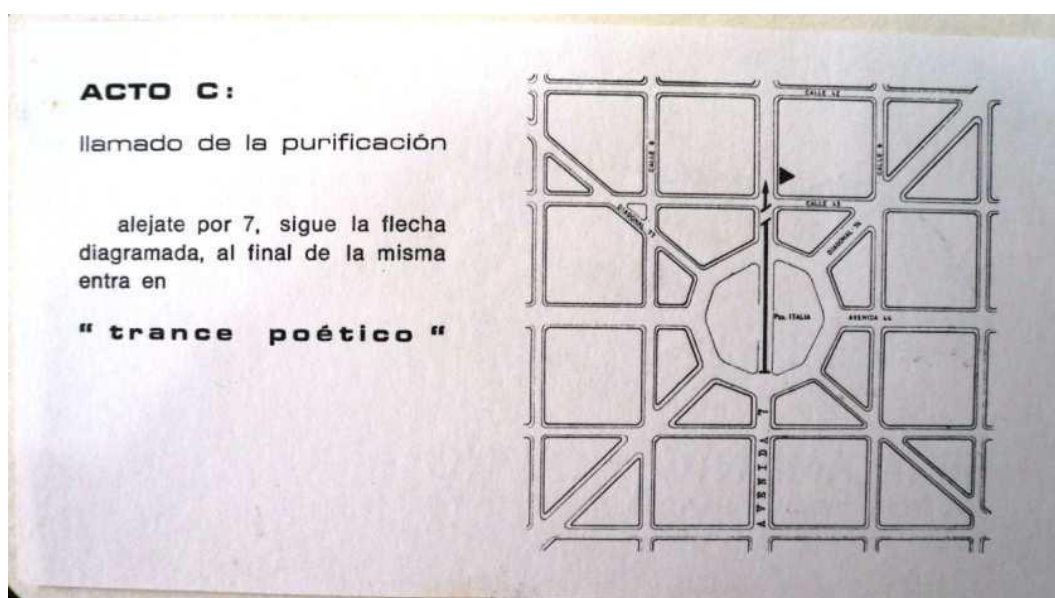 ACTO C:
llamado de la purificación
alejate por 7, sigue la flecha
diagramada, al final de la misma
entra en
" trance poético "
CALLE 42
CALLE 8
CALLE 6
CALLE 43
DIAGONAL 77
DIAGONAL 74
Pza. ITALIA
AVENIDA 44
AVENIDA 7